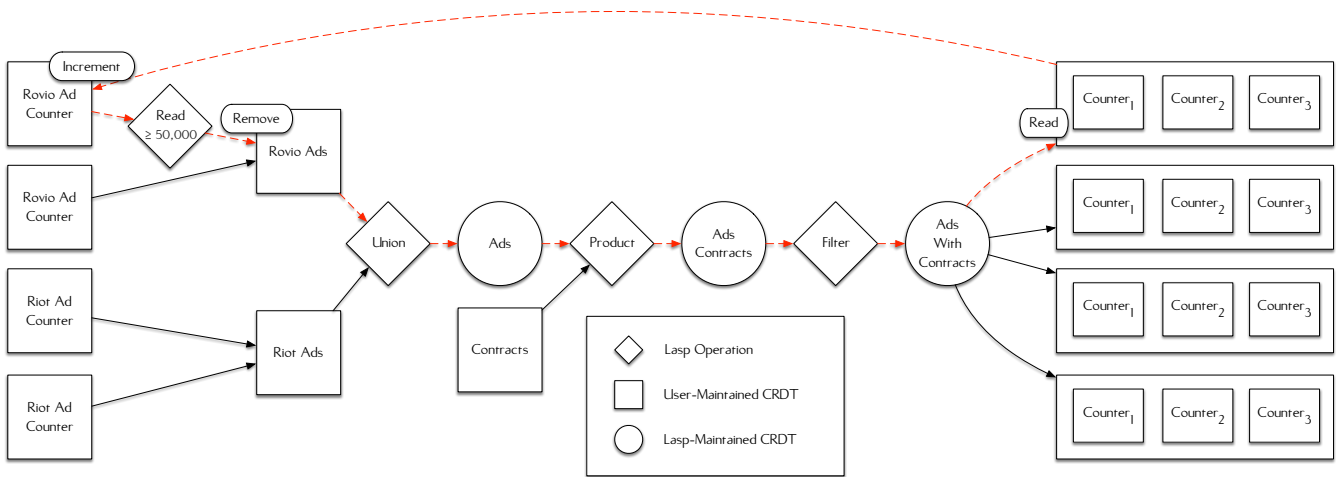 Increment
Rovio Ad
Counter
Read
≥ 50,000
Remove
Rovio Ads
Rovio Ad
Counter
Riot Ad
Counter
Riot Ad
Counter
Riot Ads
Union
Ads
Contracts
Product
Ads
Contracts
Filter
Ads
With
Contracts
Read
Counter1 Counter2 Counter3
Counter1 Counter2 Counter3
Counter1 Counter2 Counter3
Counter1 Counter2 Counter3
Lasp Operation
User-Maintained CRDT
Lasp-Maintained CRDT